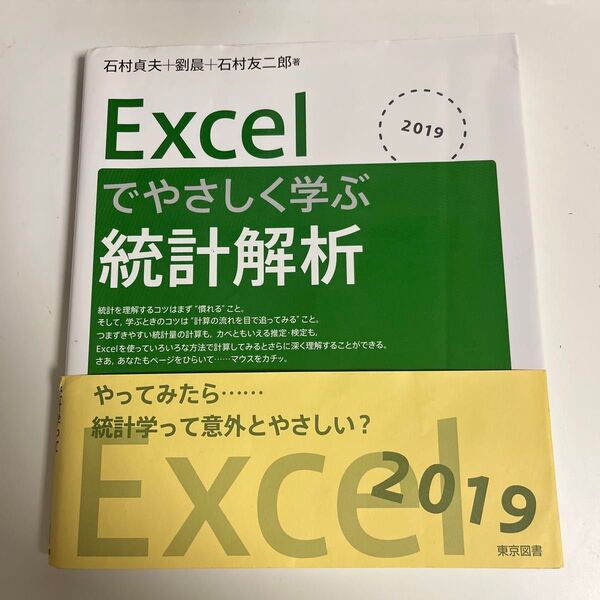 石村貞夫+劉晨+石村友二郎著
Excel
2019
でやさしく学ぶ
統計解析
統計を理解するコツはまず“慣れる”こと。
そして,学ぶときのコツは“計算の流れを目で追ってみる”こと。
つまずきやすい統計量の計算も,カベともいえる推定・検定も,
Excelを使っていろいろな方法で計算してみるとさらに深く理解することができる。
さあ,あなたもページをひらいて……マウスをカチッ。
やってみたら……
統計学って意外とやさしい?
Excel
2019
東京図書